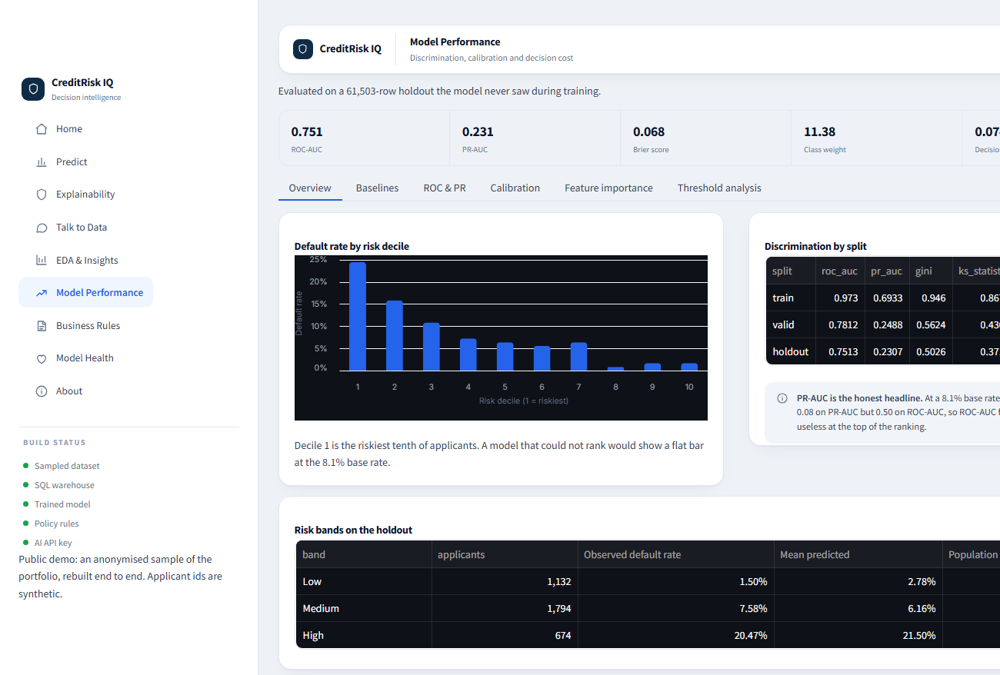 CreditRisk IQ
Decision intelligence
Home
Predict
Explainability
Talk to Data
EDA & Insights
Model Performance
Business Rules
Model Health
About
BUILD STATUS
Sampled dataset
SQL warehouse
Trained model
Policy rules
AI API key
Public demo: an anonymised sample of the
portfolio, rebuilt end to end. Applicant ids are
synthetic.
CreditRisk IQ
Model Performance
Discrimination, calibration and decision cost
Evaluated on a 61,503-row holdout the model never saw during training.
0.751
ROC-AUC
0.231
PR-AUC
0.068
Brier score
11.38
Class weight
0.07
Decisio
Overview Baselines ROC & PR Calibration Feature importance Threshold analysis
Default rate by risk decile
Default rate
25%
20%
15%
10%
5%
0%
1 2 3 4 5 6 7 8 9 10
Risk decile (1 = riskiest)
Decile 1 is the riskiest tenth of applicants. A model that could not rank would show a flat bar
at the 8.1% base rate.
Discrimination by split
split roc_auc pr_auc gini ks_statist
train 0.973 0.6933 0.946 0.86
valid 0.7812 0.2488 0.5624 0.43
holdout 0.7513 0.2307 0.5026 0.37
PR-AUC is the honest headline. At a 8.1% base rate
0.08 on PR-AUC but 0.50 on ROC-AUC, so ROC-AUC f
useless at the top of the ranking.
Risk bands on the holdout
band applicants Observed default rate Mean predicted Population
Low 1,132 1.50% 2.78%
Medium 1,794 7.58% 6.16%
High 674 20.47% 21.50%